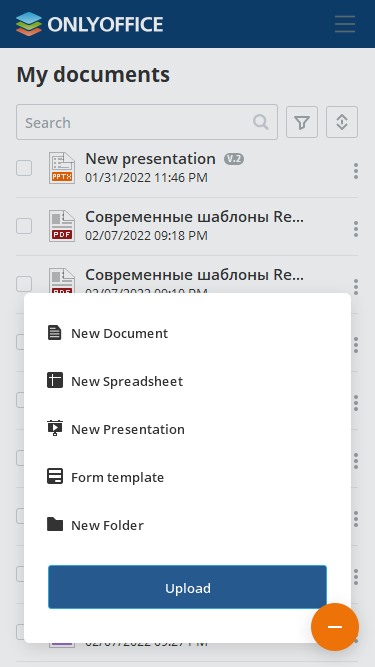 ONLYOFFICE
My documents
Search
New presentation V.2
PPTX
01/31/2022 11:46 PM
Современные шаблоны Re...
PDF
02/07/2022 09:18 PM
Современные шаблоны Re...
PDF
New Document
New Spreadsheet
New Presentation
Form template
New Folder
Upload